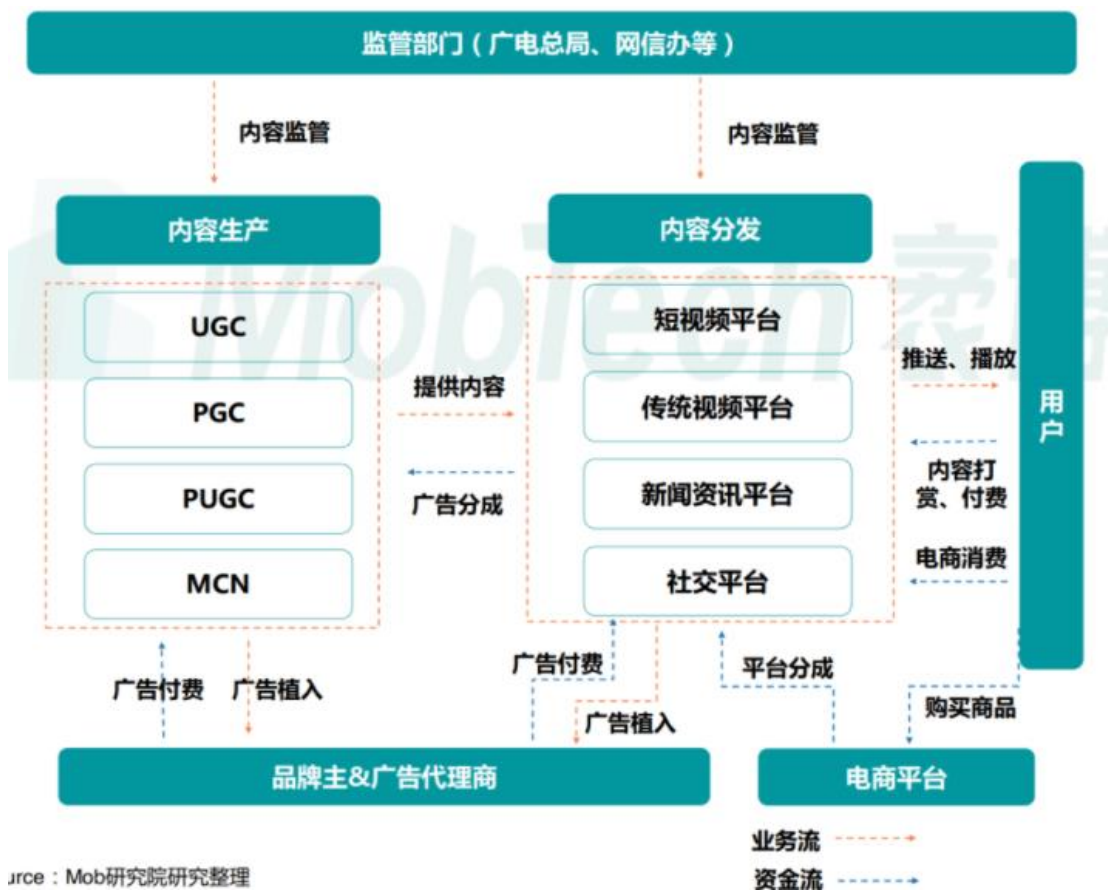 监管部门（广电总局、网信办等）
内容监管
内容监管
内容生产
内容分发
MobTech
UGC
PGC
PUGC
MCN
提供内容
广告分成
短视频平台
传统视频平台
新闻资讯平台
社交平台
推送、播放
内容打
赏、付费
电商消费
用户
广告付费
广告植入
广告付费
广告植入
平台分成
购买商品
品牌主&广告代理商
电商平台
业务流
资金流
urce：Mob研究院研究整理